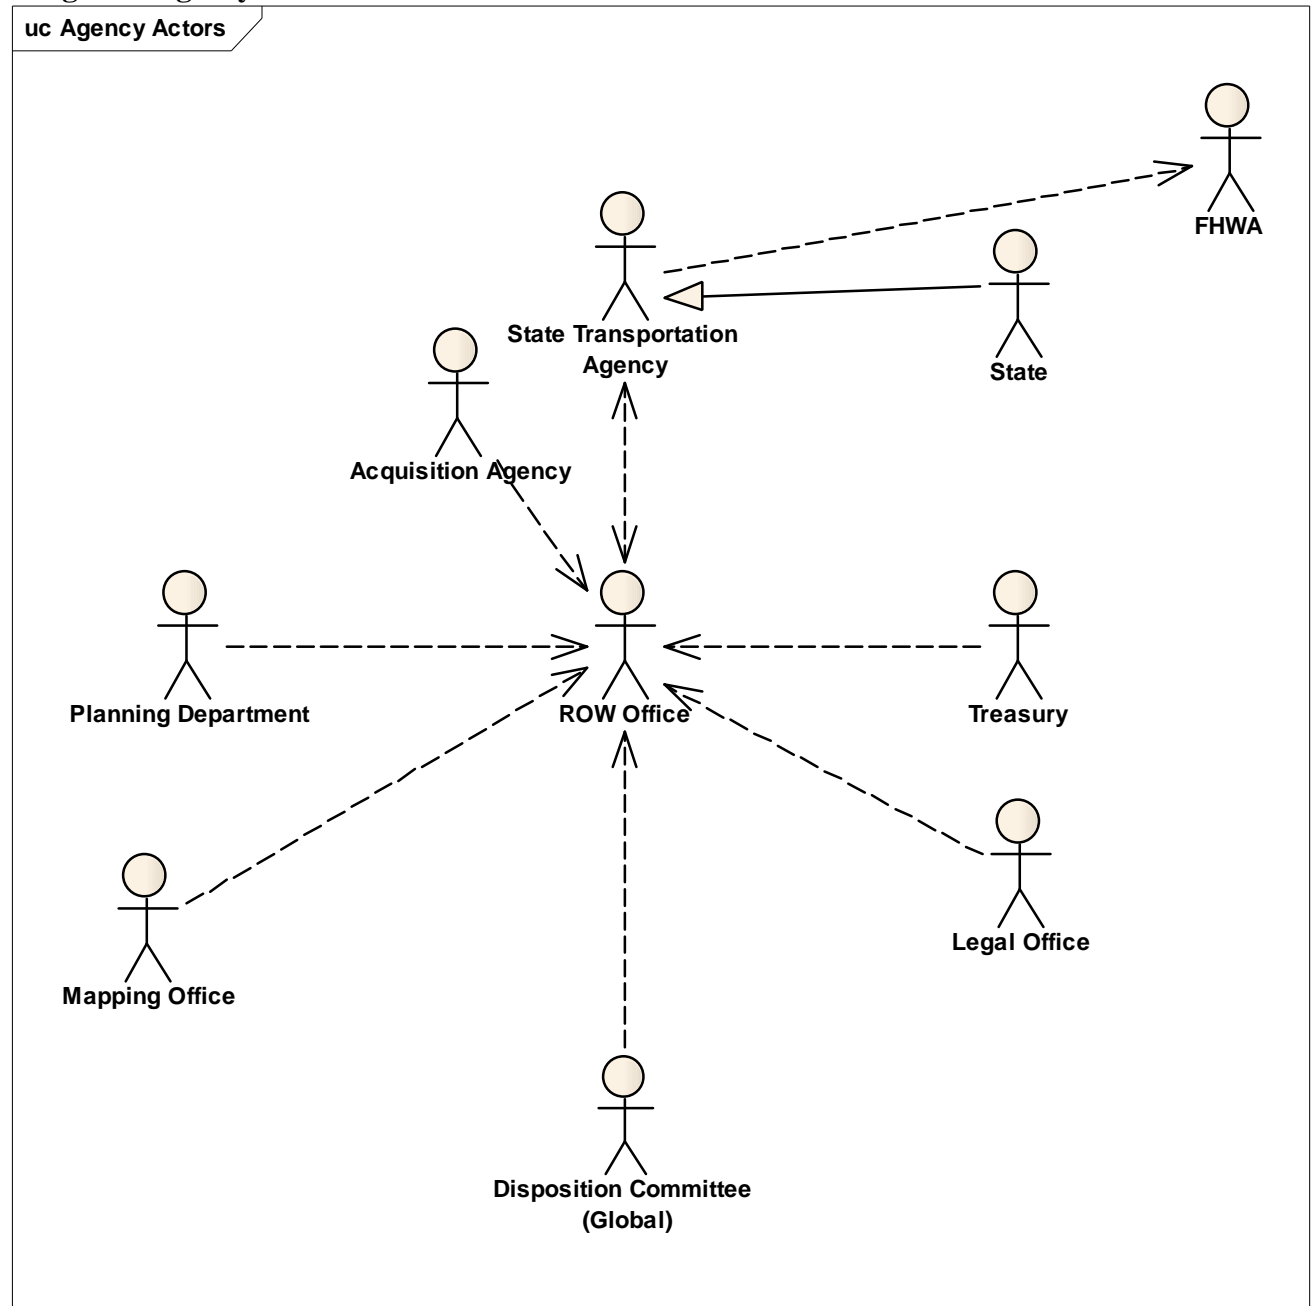 uc Agency Actors
FHWA
State Transportation
Agency
State
Acquisition Agency
Planning Department
ROW Office
Treasury
Legal Office
Mapping Office
Disposition Committee
(Global)